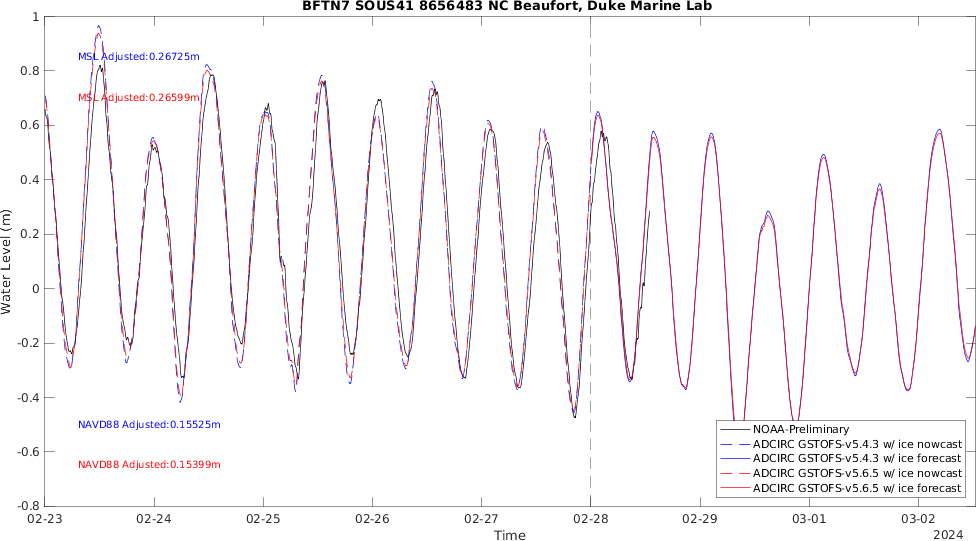 BFTN7 SOUS41 8656483 NC Beaufort, Duke Marine Lab
1
0.8
0.6
0.4
0.2
0
-0.2
-0.4
-0.6
-0.8
Water Level (m)
MSL Adjusted:0.26725m
MSL Adjusted:0.26599m
NAVD88 Adjusted:0.15525m
NAVD88 Adjusted:0.15399m
NOAA-Preliminary
ADCIRC GSTOFS-v5.4.3 w/ ice nowcast
ADCIRC GSTOFS-v5.4.3 w/ ice forecast
ADCIRC GSTOFS-v5.6.5 w/ ice nowcast
ADCIRC GSTOFS-v5.6.5 w/ ice forecast
02-23 02-24 02-25 02-26 02-27 02-28 02-29 03-01 03-02
Time
2024